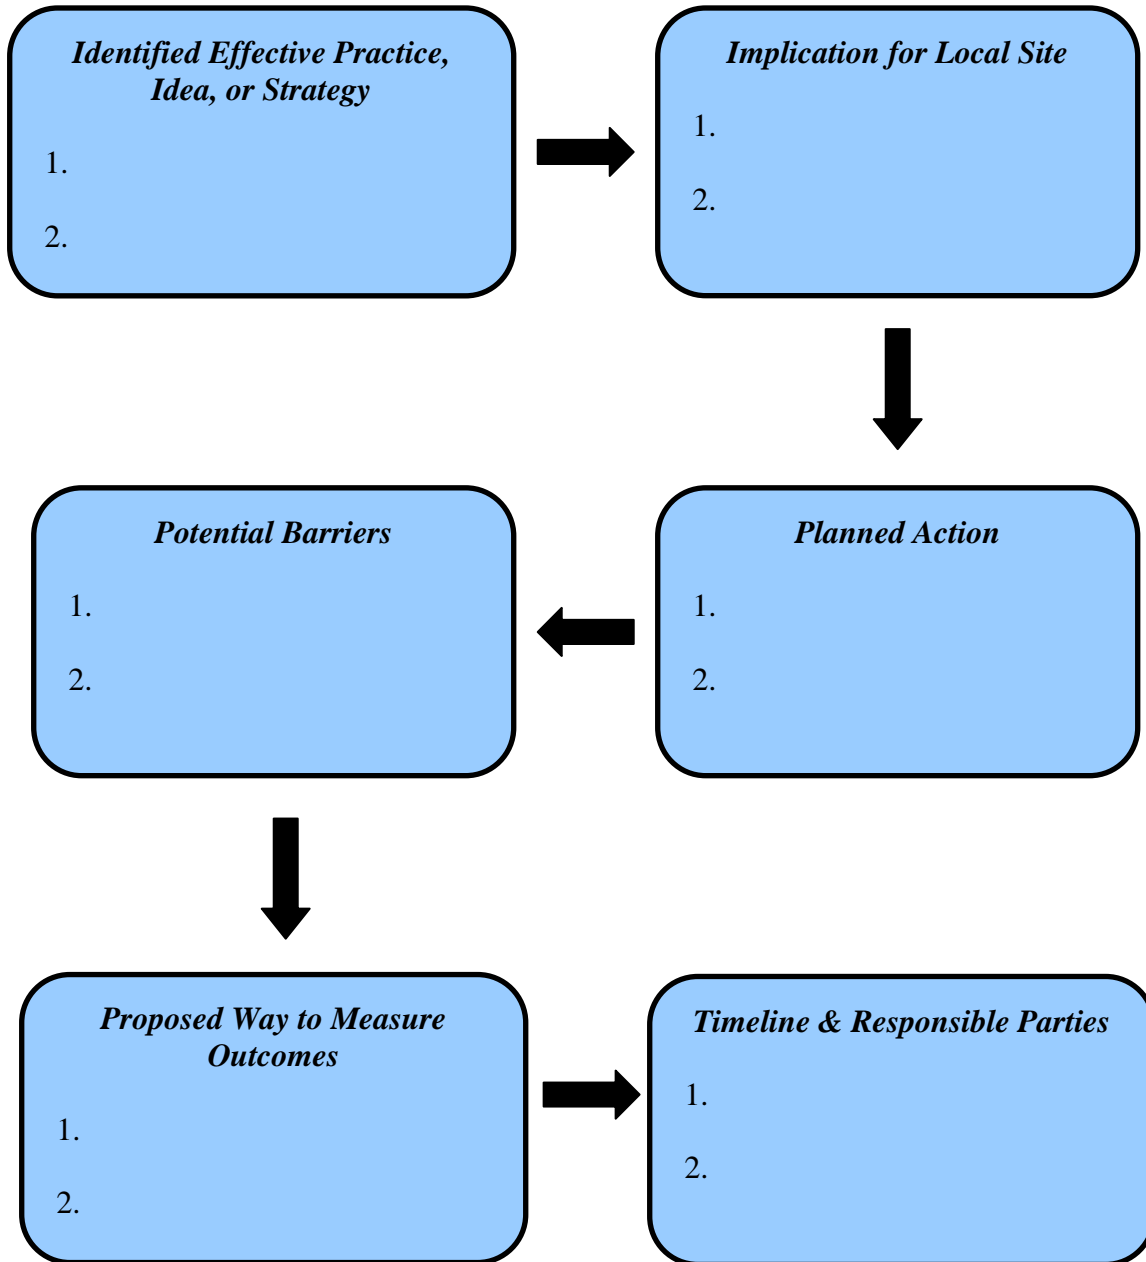 Identified Effective Practice,
Idea, or Strategy
1.
2.
Implication for Local Site
1.
2.
Planned Action
1.
2.
Potential Barriers
1.
2.
Proposed Way to Measure
Outcomes
1.
2.
Timeline & Responsible Parties
1.
2.